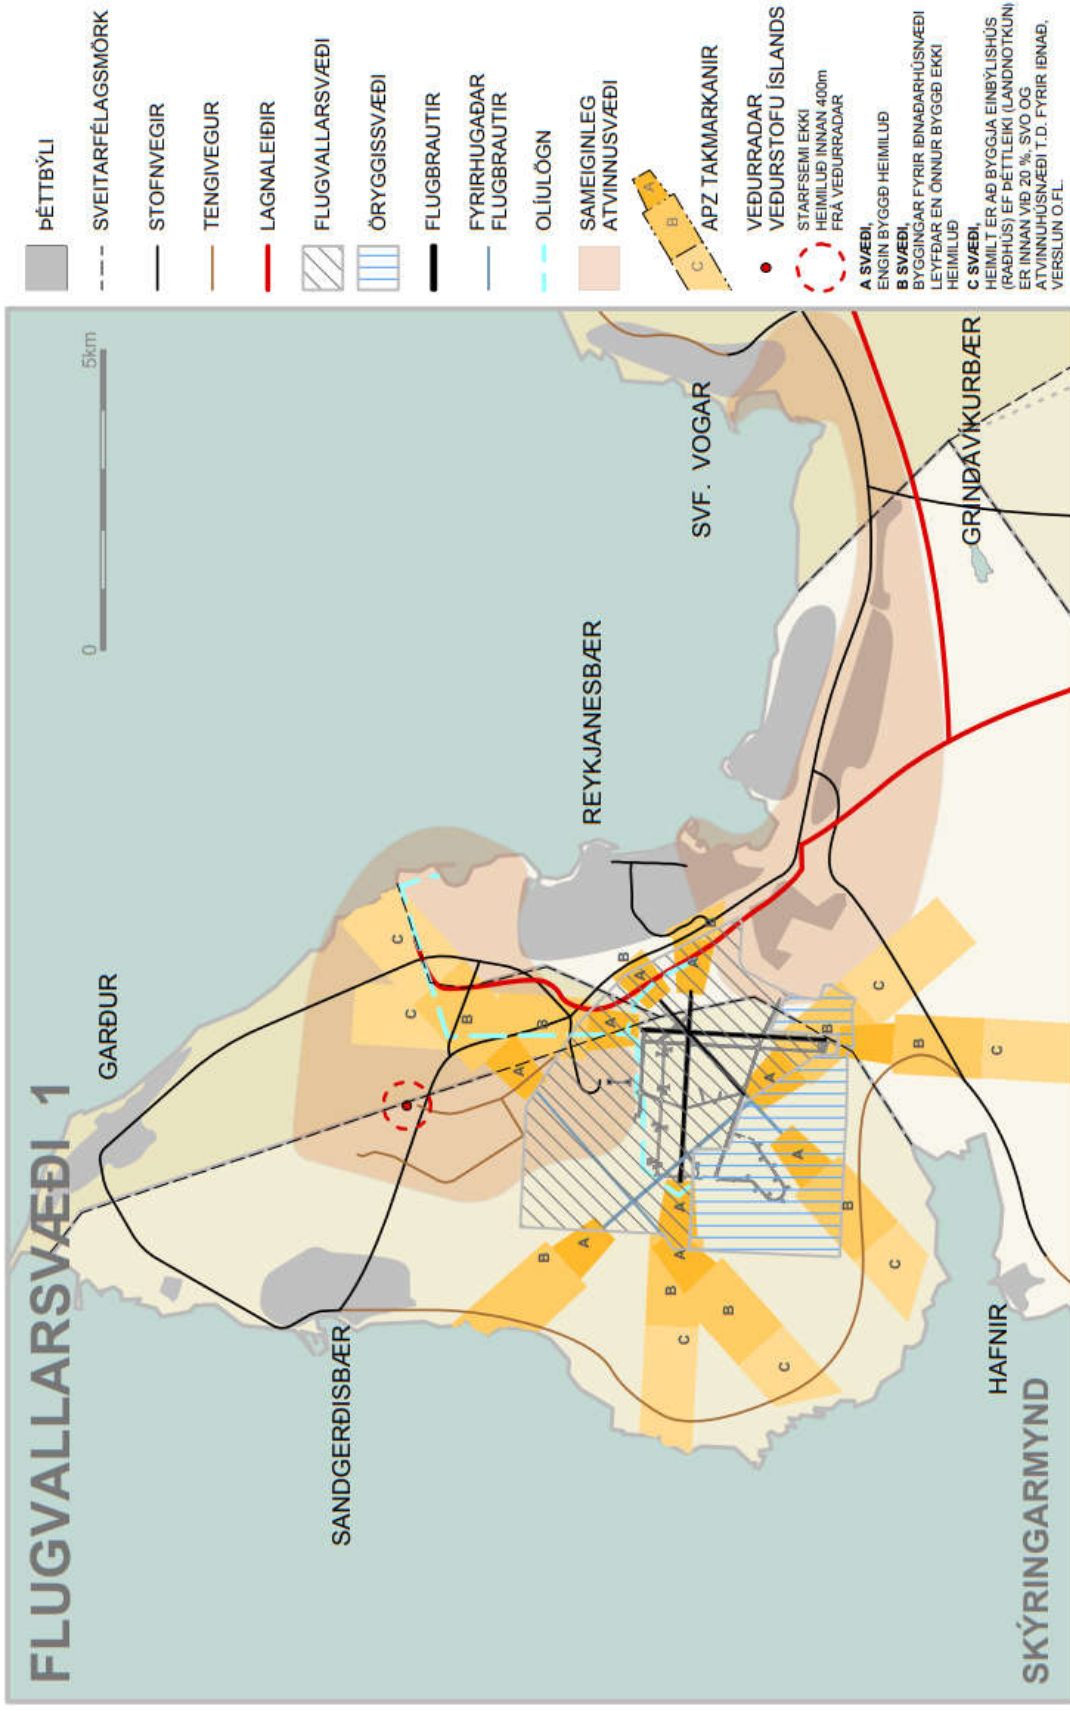 FLUGVALLARSVÆÐI 1
0
5km
GARÐUR
SANDGERÐISBÆR
REYKJANESBÆR
SVF. VOGAR
GRINDAVÍKURBÆR
HAFNIR
C
C
B
B
A
A
A
B
A
B
B
A
B
C
B
C
A
B
C
A
A
B
C
B
C
A
B
SKÝRINGARMYND
ÞÉTTBÝLI
SVEITARFÉLAGSMÖRK
STOFNVEGIR
TENGIVEGUR
LAGNALEIÐIR
FLUGVALLARSVÆÐI
ÖRYGGISSVÆÐI
FLUGBRAUTIR
FYRIRHUGAÐAR
FLUGBRAUTIR
OLÍULÖGN
SAMEIGINLEG
ATVINNUSVÆÐI
A
B
C
APZ TAKMARKANIR
VEÐURRADAR
VEÐURSTOFU ÍSLANDS
STARFSEMI EKKI
HEIMILUÐ INNAN 400m
FRÁ VEÐURRADAR
A SVÆÐI,
ENGIN BYGGÐ HEIMILUÐ
B SVÆÐI,
BYGGINGAR FYRIR IÐNAÐARHÚSNÆÐI
LEYFÐAR EN ÖNNUR BYGGÐ EKKI
HEIMILUÐ
C SVÆÐI,
HEIMILT ER AÐ BYGGJA EINBÝLISHÚS
(RAÐHÚS) EF ÞÉTTLEIKI (LANDNOTKUN)
ER INNAN VIÐ 20 %, SVO OG
ATVINNUHÚSNÆÐI T.D. FYRIR IÐNAÐ,
VERSLUN O.FL.